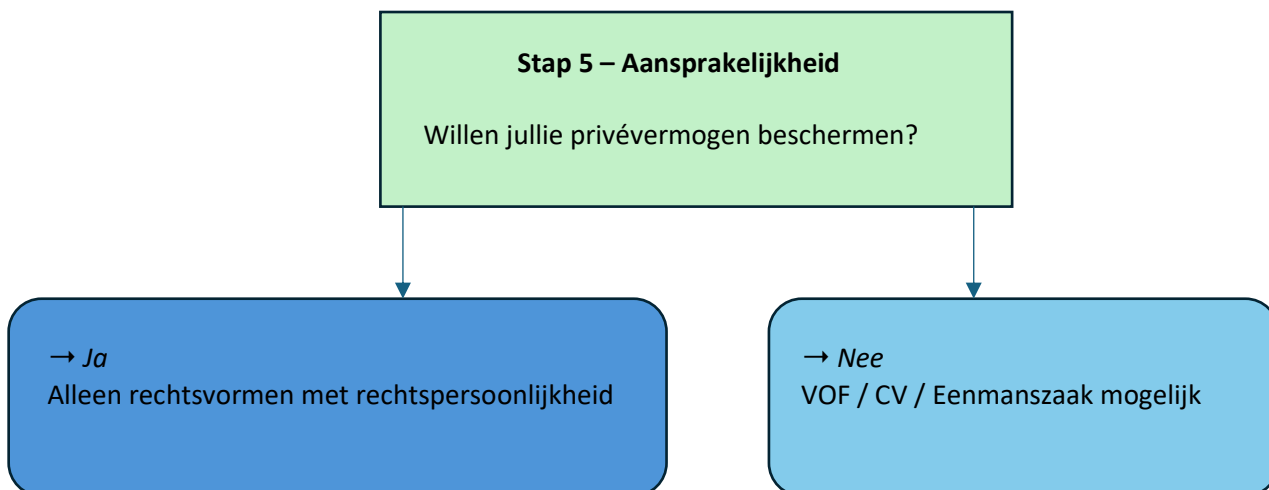 Stap 5 – Aansprakelijkheid
Willen jullie privévermogen beschermen?
→ Ja
Alleen rechtsvormen met rechtspersoonlijkheid
→ Nee
VOF / CV / Eenmanszaak mogelijk